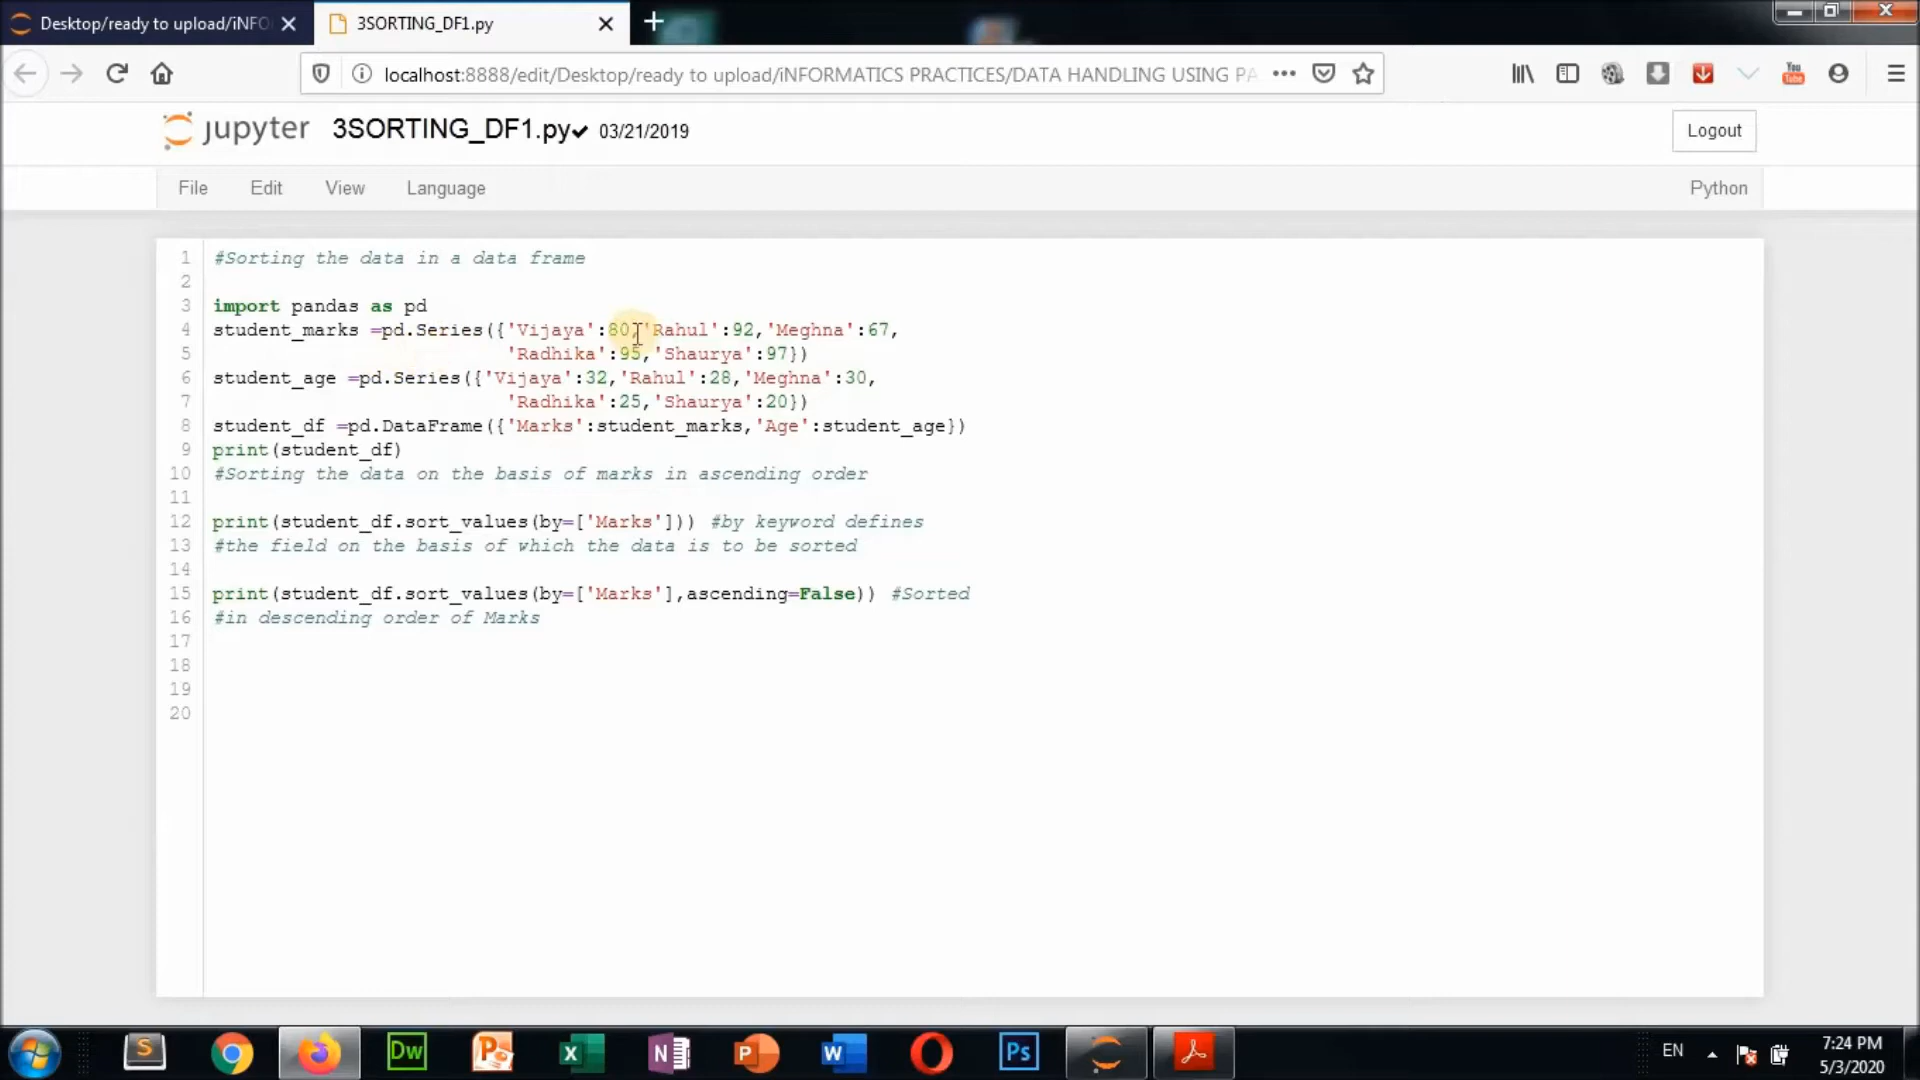 Desktop/ready to upload/iNFO
3SORTING_DF1.py
localhost:8888/edit/Desktop/ready to upload/iNFORMATICS PRACTICES/DATA HANDLING USING PA
You Tube
jupyter 3SORTING_DF1.py✔ 03/21/2019
Logout
File Edit View Language
Python
1 #Sorting the data in a data frame
2
3 import pandas as pd
4 student_marks =pd.Series({'Vijaya':80,'Rahul':92,'Meghna':67,
5 'Radhika':95,'Shaurya':97})
6 student_age =pd.Series({'Vijaya':32,'Rahul':28,'Meghna':30,
7 'Radhika':25,'Shaurya':20})
8 student_df =pd.DataFrame({'Marks':student_marks,'Age':student_age})
9 print(student_df)
10 #Sorting the data on the basis of marks in ascending order
11
12 print(student_df.sort_values(by=['Marks'])) #by keyword defines
13 #the field on the basis of which the data is to be sorted
14
15 print(student_df.sort_values(by=['Marks'],ascending=False)) #Sorted
16 #in descending order of Marks
17
18
19
20
S Dw P X N P W Ps
EN
7:24 PM
5/3/2020